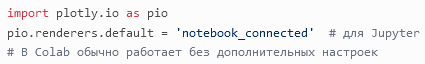 import plotly.io as pio
pio.renderers.default = 'notebook_connected'  # для Jupyter
# В Colab обычно работает без дополнительных настроек